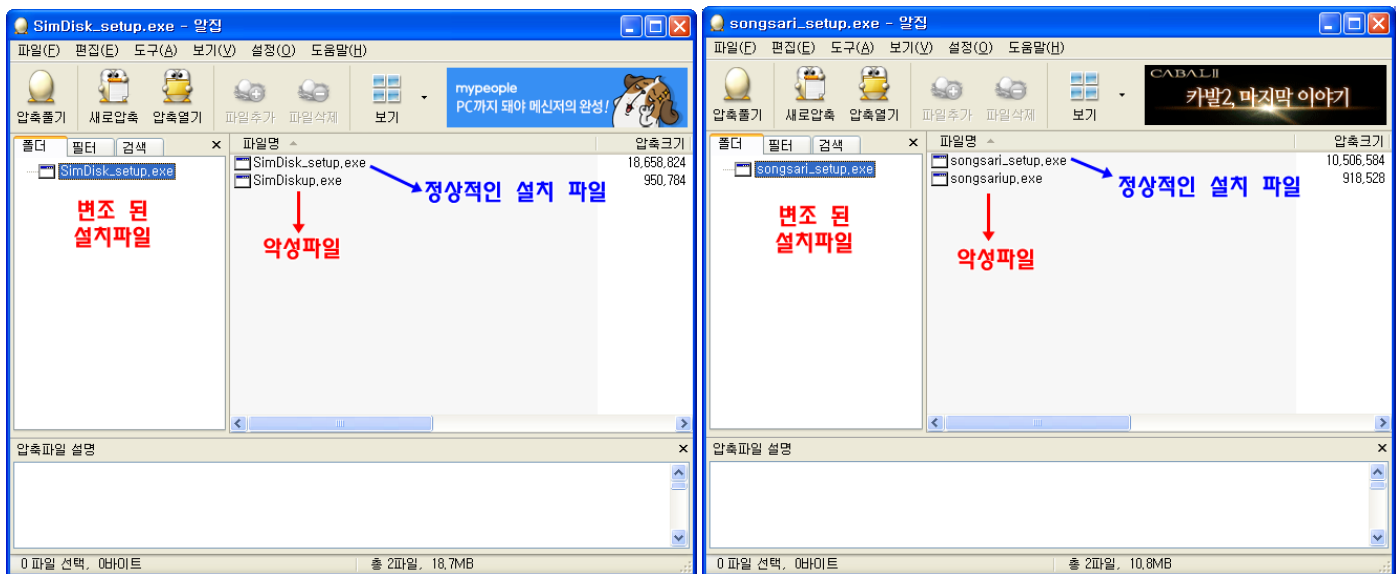 SimDisk_setup.exe - 알집
파일(F) 편집(E) 도구(A) 보기(V) 설정(O) 도움말(H)
압축풀기 새로압축 압축열기 파일추가 파일삭제 보기
mypeople
PC까지 돼야 메신저의 완성!
폴더 필터 검색
SimDisk_setup.exe
변조 된
설치파일
파일명 압축크기
SimDisk_setup.exe 18,658,824
SimDiskup.exe 950,784
정상적인 설치 파일
악성파일
압축파일 설명
0 파일 선택, 0바이트 총 2파일, 18.7MB
songsari_setup.exe - 알집
파일(F) 편집(E) 도구(A) 보기(V) 설정(O) 도움말(H)
압축풀기 새로압축 압축열기 파일추가 파일삭제 보기
CABAL II
카발2, 마지막 이야기
폴더 필터 검색
songsari_setup.exe
변조 된
설치파일
파일명 압축크기
songsari_setup.exe 10,506,584
songsariup.exe 918,528
정상적인 설치 파일
악성파일
압축파일 설명
0 파일 선택, 0바이트 총 2파일, 10.8MB